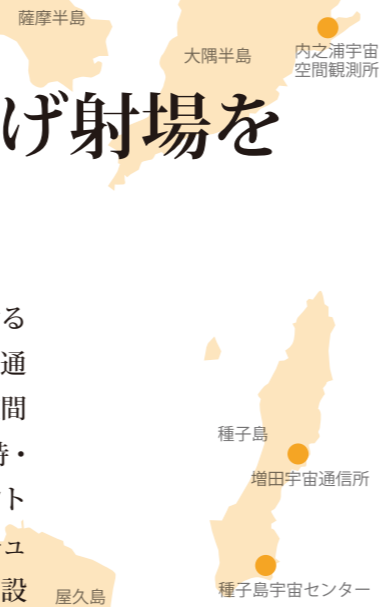 薩摩半島
大隅半島
内之浦宇宙
空間観測所
げ射場を
る
通
間
時・
ト
ュ
設
種子島
増田宇宙通信所
種子島宇宙センター
屋久島